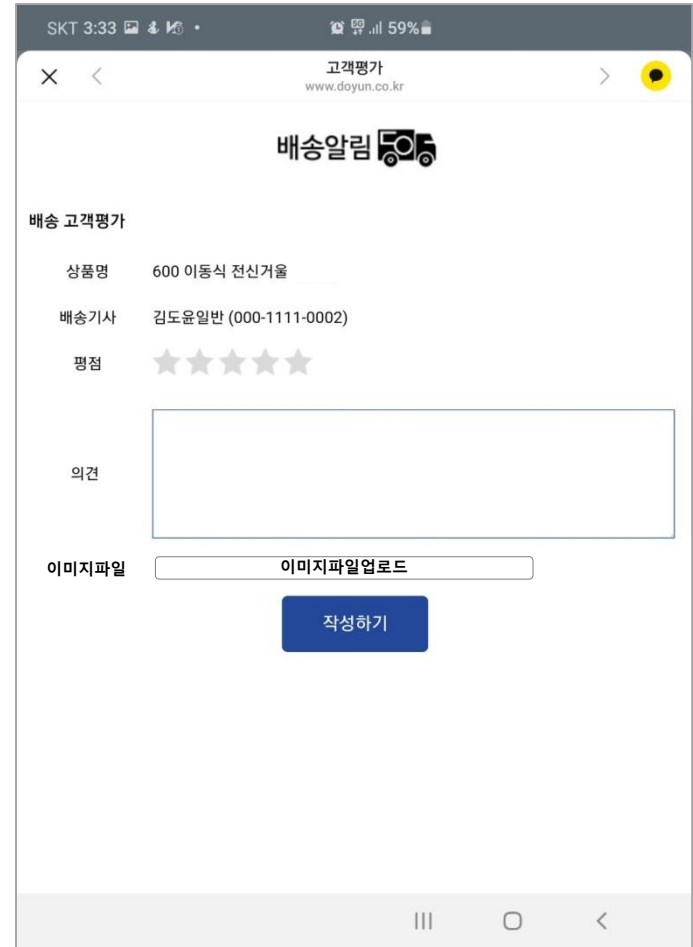 SKT 3:33
59%
고객평가
www.doyun.co.kr
배송알림
배송 고객평가
상품명 600 이동식 전신거울
배송기사 김도윤일반 (000-1111-0002)
평점
의견
이미지파일 이미지파일업로드
작성하기